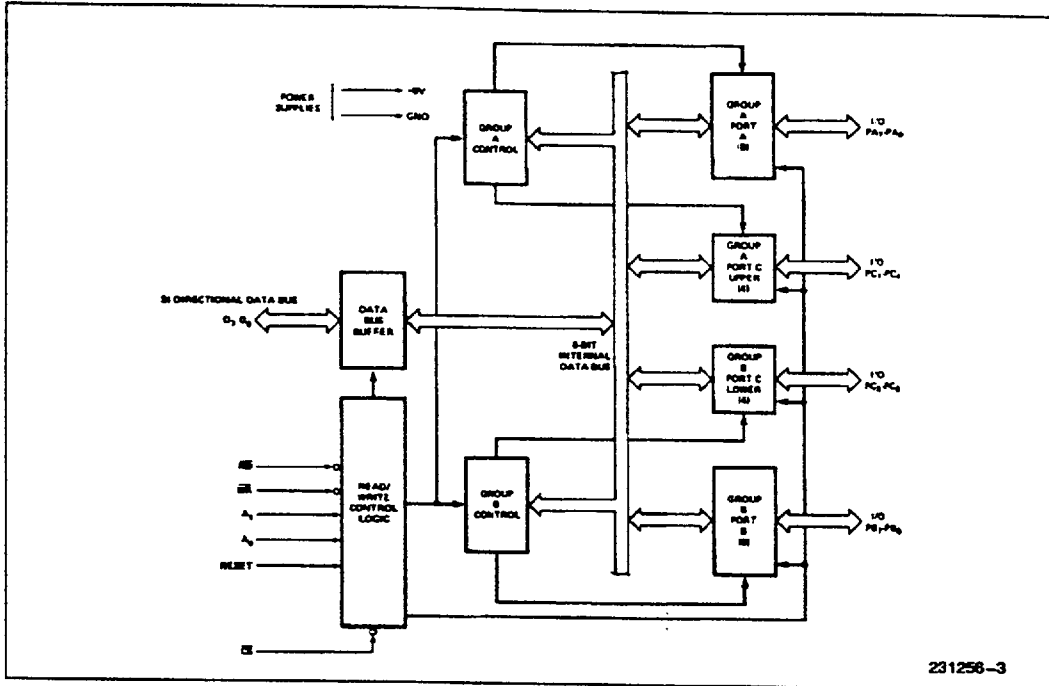 POWER
SUPPLIES
GND
GROUP
A
CONTROL
GROUP
A
PORT
A
(8)
I/O
PA7-PA0
GROUP
A
PORT C
UPPER
(4)
I/O
PC7-PC4
BI DIRECTIONAL DATA BUS
D7 D0
DATA
BUS
BUFFER
8-BIT
INTERNAL
DATA BUS
GROUP
B
PORT C
LOWER
(4)
I/O
PC3-PC0
RD
WR
A1
A0
RESET
CS
READ/
WRITE
CONTROL
LOGIC
GROUP
B
CONTROL
GROUP
B
PORT
B
(8)
I/O
PB7-PB0
231256–3